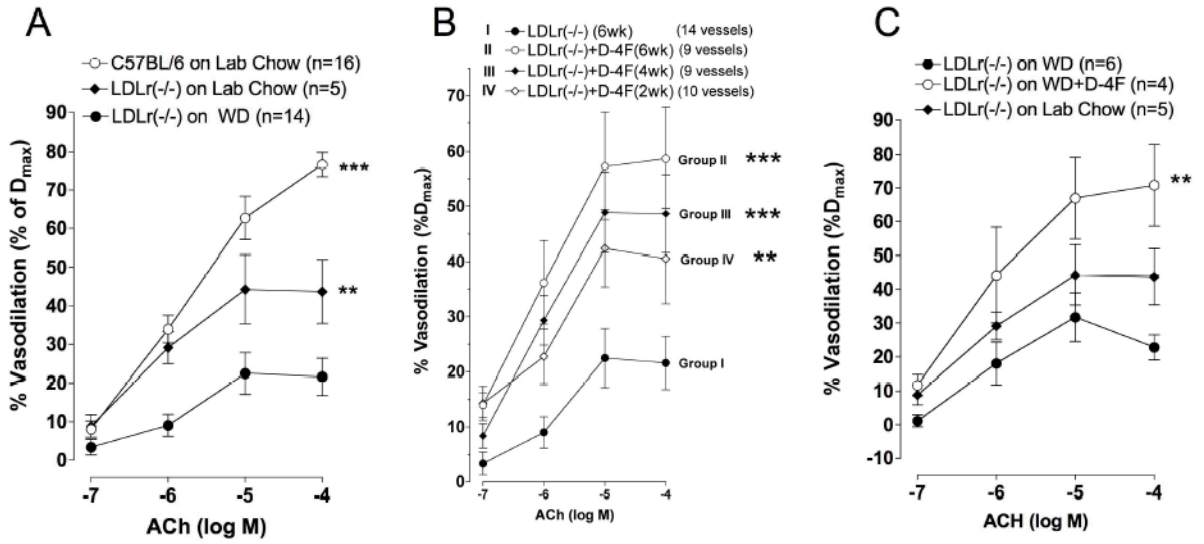 A
C57BL/6 on Lab Chow (n=16)
LDLr(-/-) on Lab Chow (n=5)
LDLr(-/-) on WD (n=14)
% Vasodilation (% of Dmax)
90
80
70
60
50
40
30
20
10
0
***
**
-7 -6 -5 -4
ACh (log M)
B
I LDLr(-/-) (6wk) (14 vessels)
II LDLr(-/-)+D-4F(6wk) (9 vessels)
III LDLr(-/-)+D-4F(4wk) (9 vessels)
IV LDLr(-/-)+D-4F(2wk) (10 vessels)
% Vasodilation (%Dmax)
70
60
50
40
30
20
10
0
Group II ***
Group III ***
Group IV **
Group I
-7 -6 -5 -4
ACh (log M)
C
LDLr(-/-) on WD (n=6)
LDLr(-/-) on WD+D-4F (n=4)
LDLr(-/-) on Lab Chow (n=5)
% Vasodilation (%Dmax)
90
80
70
60
50
40
30
20
10
0
-10
**
-7 -6 -5 -4
ACH (log M)